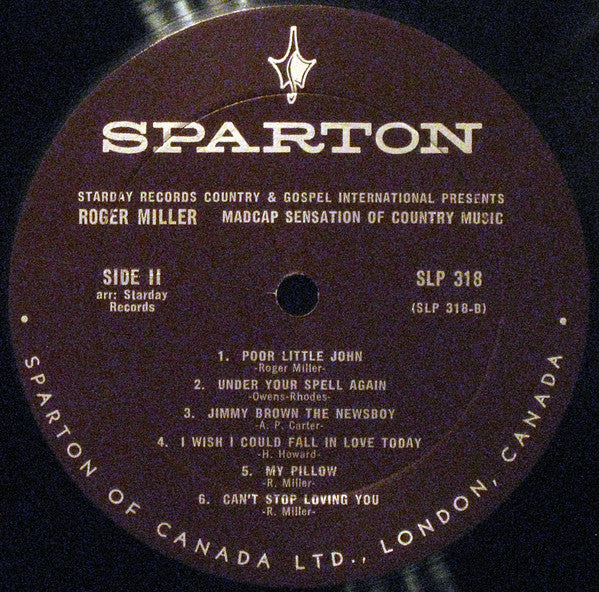 SPARTON
STARDAY RECORDS COUNTRY & GOSPEL INTERNATIONAL PRESENTS
ROGER MILLER MADCAP SENSATION OF COUNTRY MUSIC
SIDE II
arr: Starday
Records
SLP 318
(SLP 318-B)
1. POOR LITTLE JOHN
-Roger Miller-
2. UNDER YOUR SPELL AGAIN
-Owens-Rhodes-
3. JIMMY BROWN THE NEWSBOY
-A. P. Carter-
4. I WISH I COULD FALL IN LOVE TODAY
-H. Howard-
5. MY PILLOW
-R. Miller-
6. CAN'T STOP LOVING YOU
-R. Miller-
• SPARTON OF CANADA LTD., LONDON, CANADA •